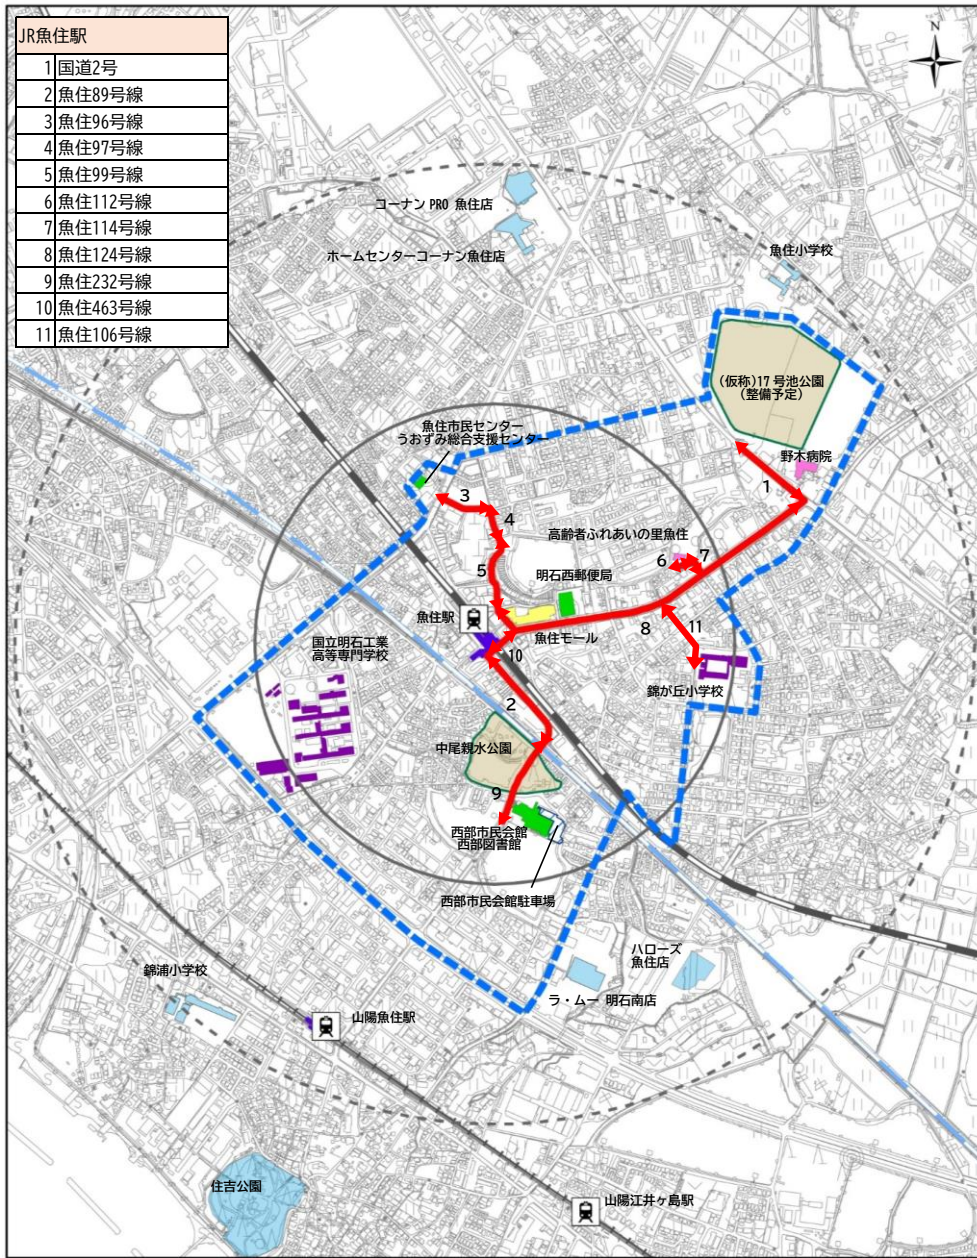 JR魚住駅
1 国道2号
2 魚住89号線
3 魚住96号線
4 魚住97号線
5 魚住99号線
6 魚住112号線
7 魚住114号線
8 魚住124号線
9 魚住232号線
10 魚住463号線
11 魚住106号線
N
コーナン PRO 魚住店
ホームセンターコーナン魚住店
魚住小学校
(仮称)17号池公園
(整備予定)
魚住市民センター
うおずみ総合支援センター
野木病院
1
3
4
高齢者ふれあいの里魚住
7
6
5
明石西郵便局
魚住駅
魚住モール
8
11
国立明石工業
高等専門学校
10
錦が丘小学校
2
中尾親水公園
9
西部市民会館
西部図書館
西部市民会館駐車場
ハローズ
魚住店
ラ・ムー 明石南店
錦浦小学校
山陽魚住駅
住吉公園
山陽江井ヶ島駅